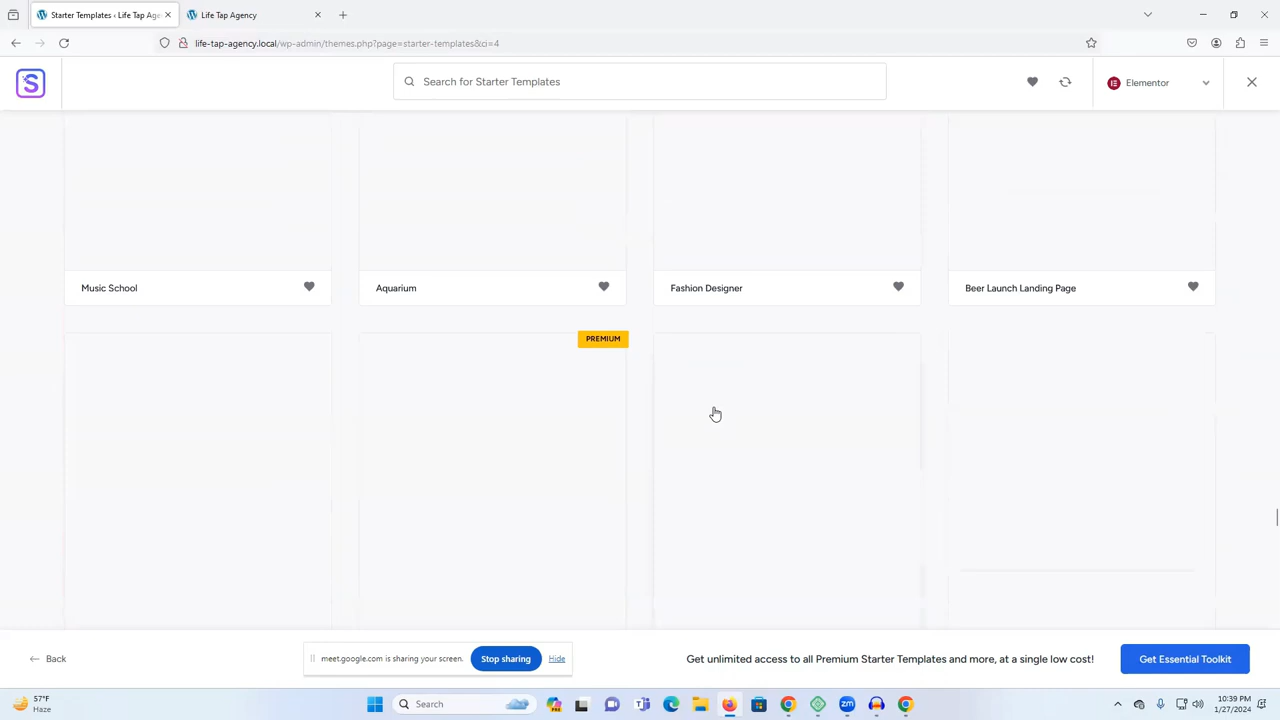 Starter Templates ‹ Life Tap Age
Life Tap Agency
life-tap-agency.local/wp-admin/themes.php?page=starter-templates&ci=4
S
Search for Starter Templates
Elementor
Music School
Aquarium
Fashion Designer
Beer Launch Landing Page
PREMIUM
Back
meet.google.com is sharing your screen.
Stop sharing
Hide
Get unlimited access to all Premium Starter Templates and more, at a single low cost!
Get Essential Toolkit
57°F
Haze
Search
10:39 PM
1/27/2024